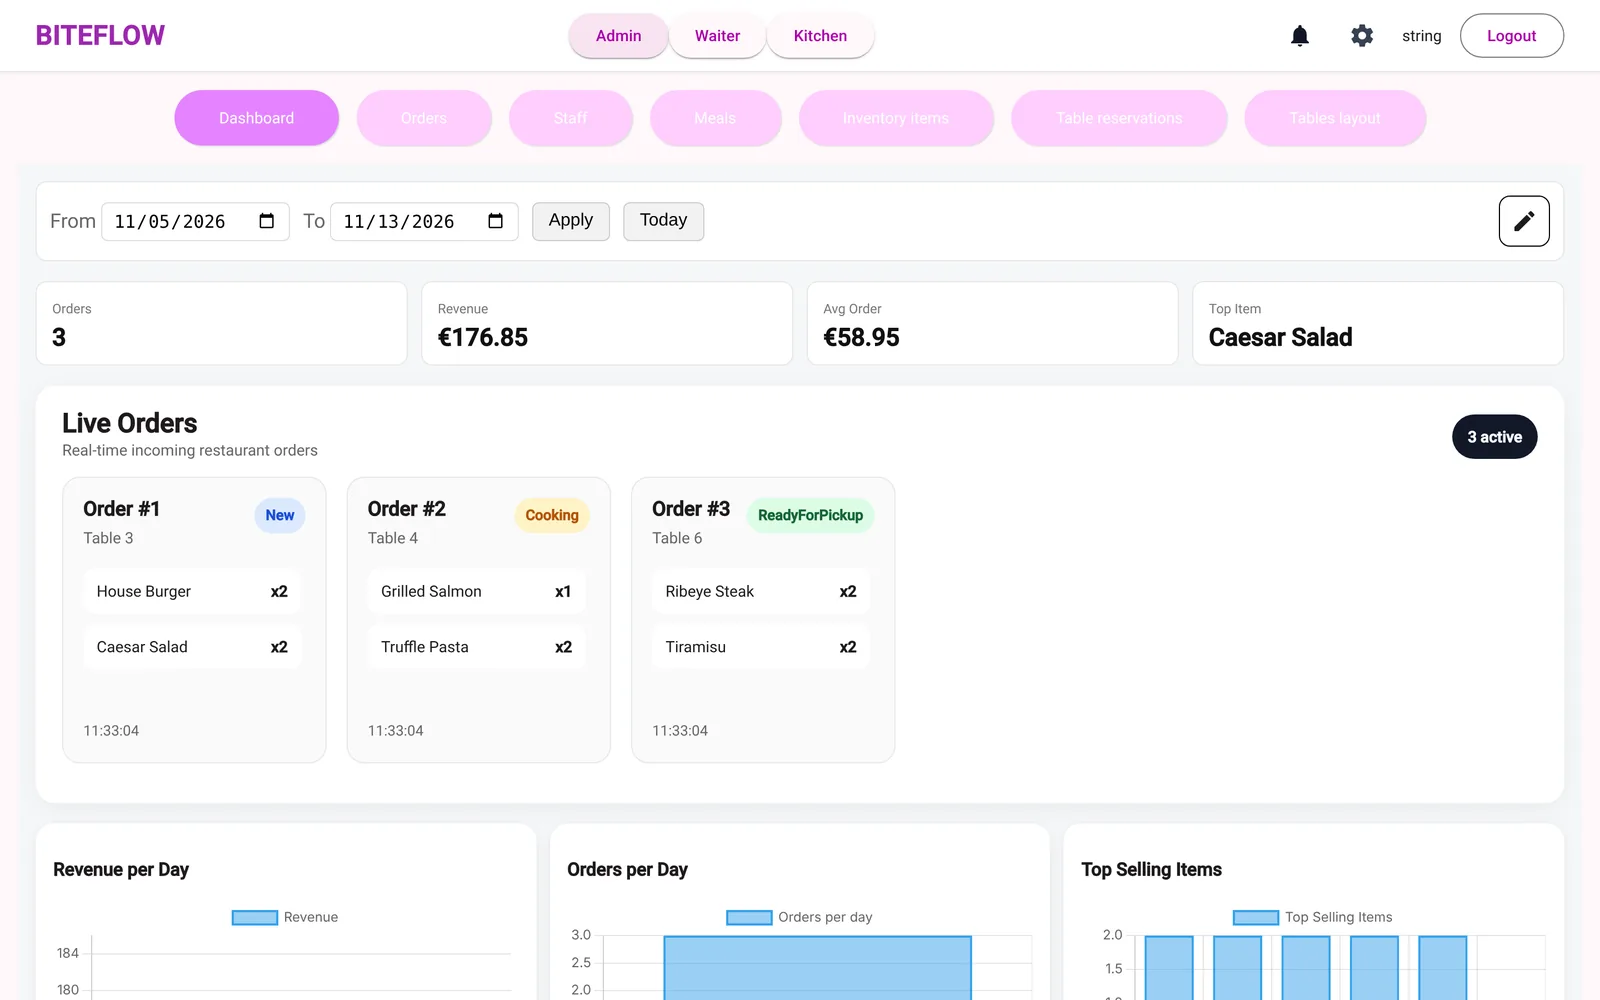 BITEFLOW
Admin Waiter Kitchen
string Logout
Dashboard Orders Staff Meals Inventory items Table reservations Tables layout
From 11/05/2026 To 11/13/2026 Apply Today
Orders
3
Revenue
€176.85
Avg Order
€58.95
Top Item
Caesar Salad
Live Orders
Real-time incoming restaurant orders
3 active
Order #1
New
Table 3
House Burger x2
Caesar Salad x2
11:33:04
Order #2
Cooking
Table 4
Grilled Salmon x1
Truffle Pasta x2
11:33:04
Order #3
ReadyForPickup
Table 6
Ribeye Steak x2
Tiramisu x2
11:33:04
Revenue per Day
Revenue
184
180
Orders per Day
Orders per day
3.0
2.5
2.0
Top Selling Items
Top Selling Items
2.0
1.5